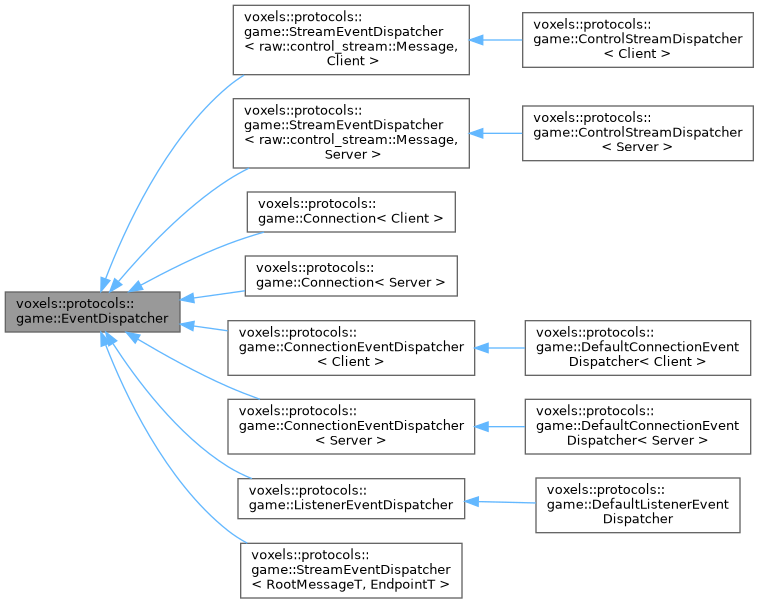 voxels::protocols::
game::StreamEventDispatcher
< raw::control_stream::Message,
Client >
voxels::protocols::
game::ControlStreamDispatcher
< Client >
voxels::protocols::
game::StreamEventDispatcher
< raw::control_stream::Message,
Server >
voxels::protocols::
game::ControlStreamDispatcher
< Server >
voxels::protocols::
game::Connection< Client >
voxels::protocols::
game::Connection< Server >
voxels::protocols::
game::EventDispatcher
voxels::protocols::
game::ConnectionEventDispatcher
< Client >
voxels::protocols::
game::DefaultConnectionEvent
Dispatcher< Client >
voxels::protocols::
game::ConnectionEventDispatcher
< Server >
voxels::protocols::
game::DefaultConnectionEvent
Dispatcher< Server >
voxels::protocols::
game::ListenerEventDispatcher
voxels::protocols::
game::DefaultListenerEvent
Dispatcher
voxels::protocols::
game::StreamEventDispatcher
< RootMessageT, EndpointT >